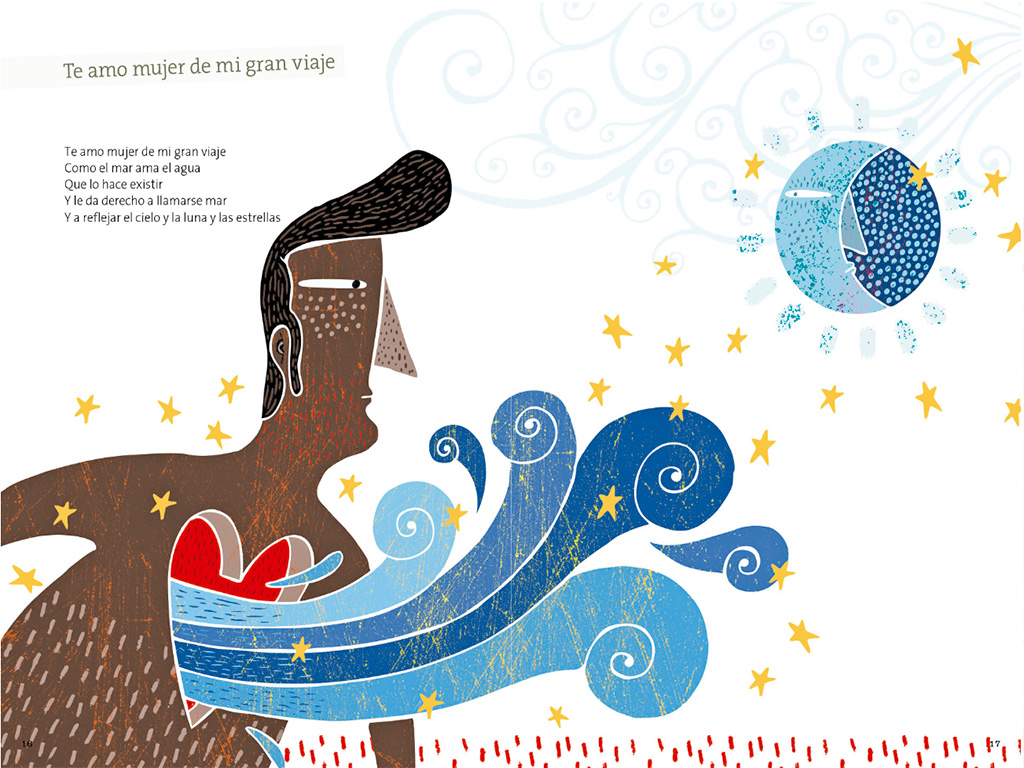 Te amo mujer de mi gran viaje
Te amo mujer de mi gran viaje
Como el mar ama el agua
Que lo hace existir
Y le da derecho a llamarse mar
Y a reflejar el cielo y la luna y las estrellas
16
17